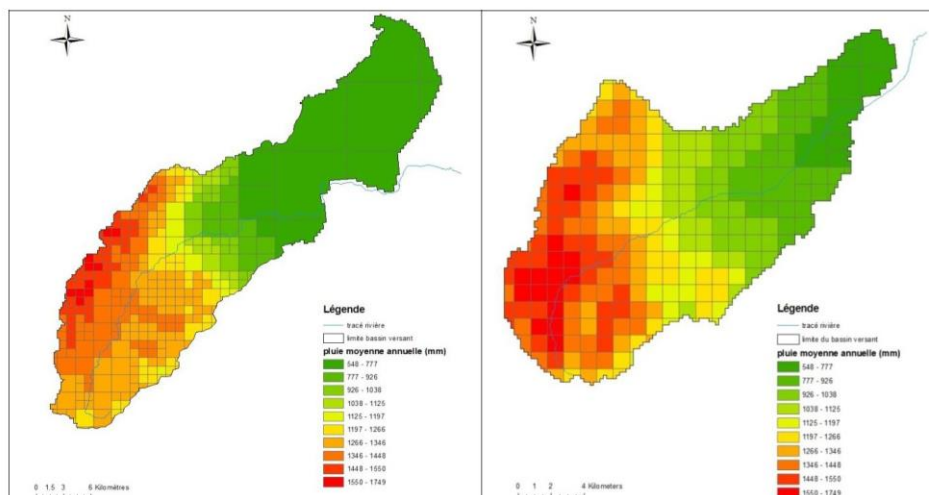 N
Légende
tracé rivière
limite bassin versant
pluie moyenne annuelle (mm)
548 - 777
777 - 926
926 - 1038
1038 - 1125
1125 - 1197
1197 - 1266
1266 - 1346
1346 - 1448
1448 - 1550
1550 - 1749
0 1.5 3 6 Kilomètres
N
Légende
tracé rivière
limite du bassin versant
pluie moyenne annuelle (mm)
548 - 777
777 - 926
926 - 1038
1038 - 1125
1125 - 1197
1197 - 1266
1266 - 1346
1346 - 1448
1448 - 1550
1550 - 1749
0 1 2 4 Kilometers